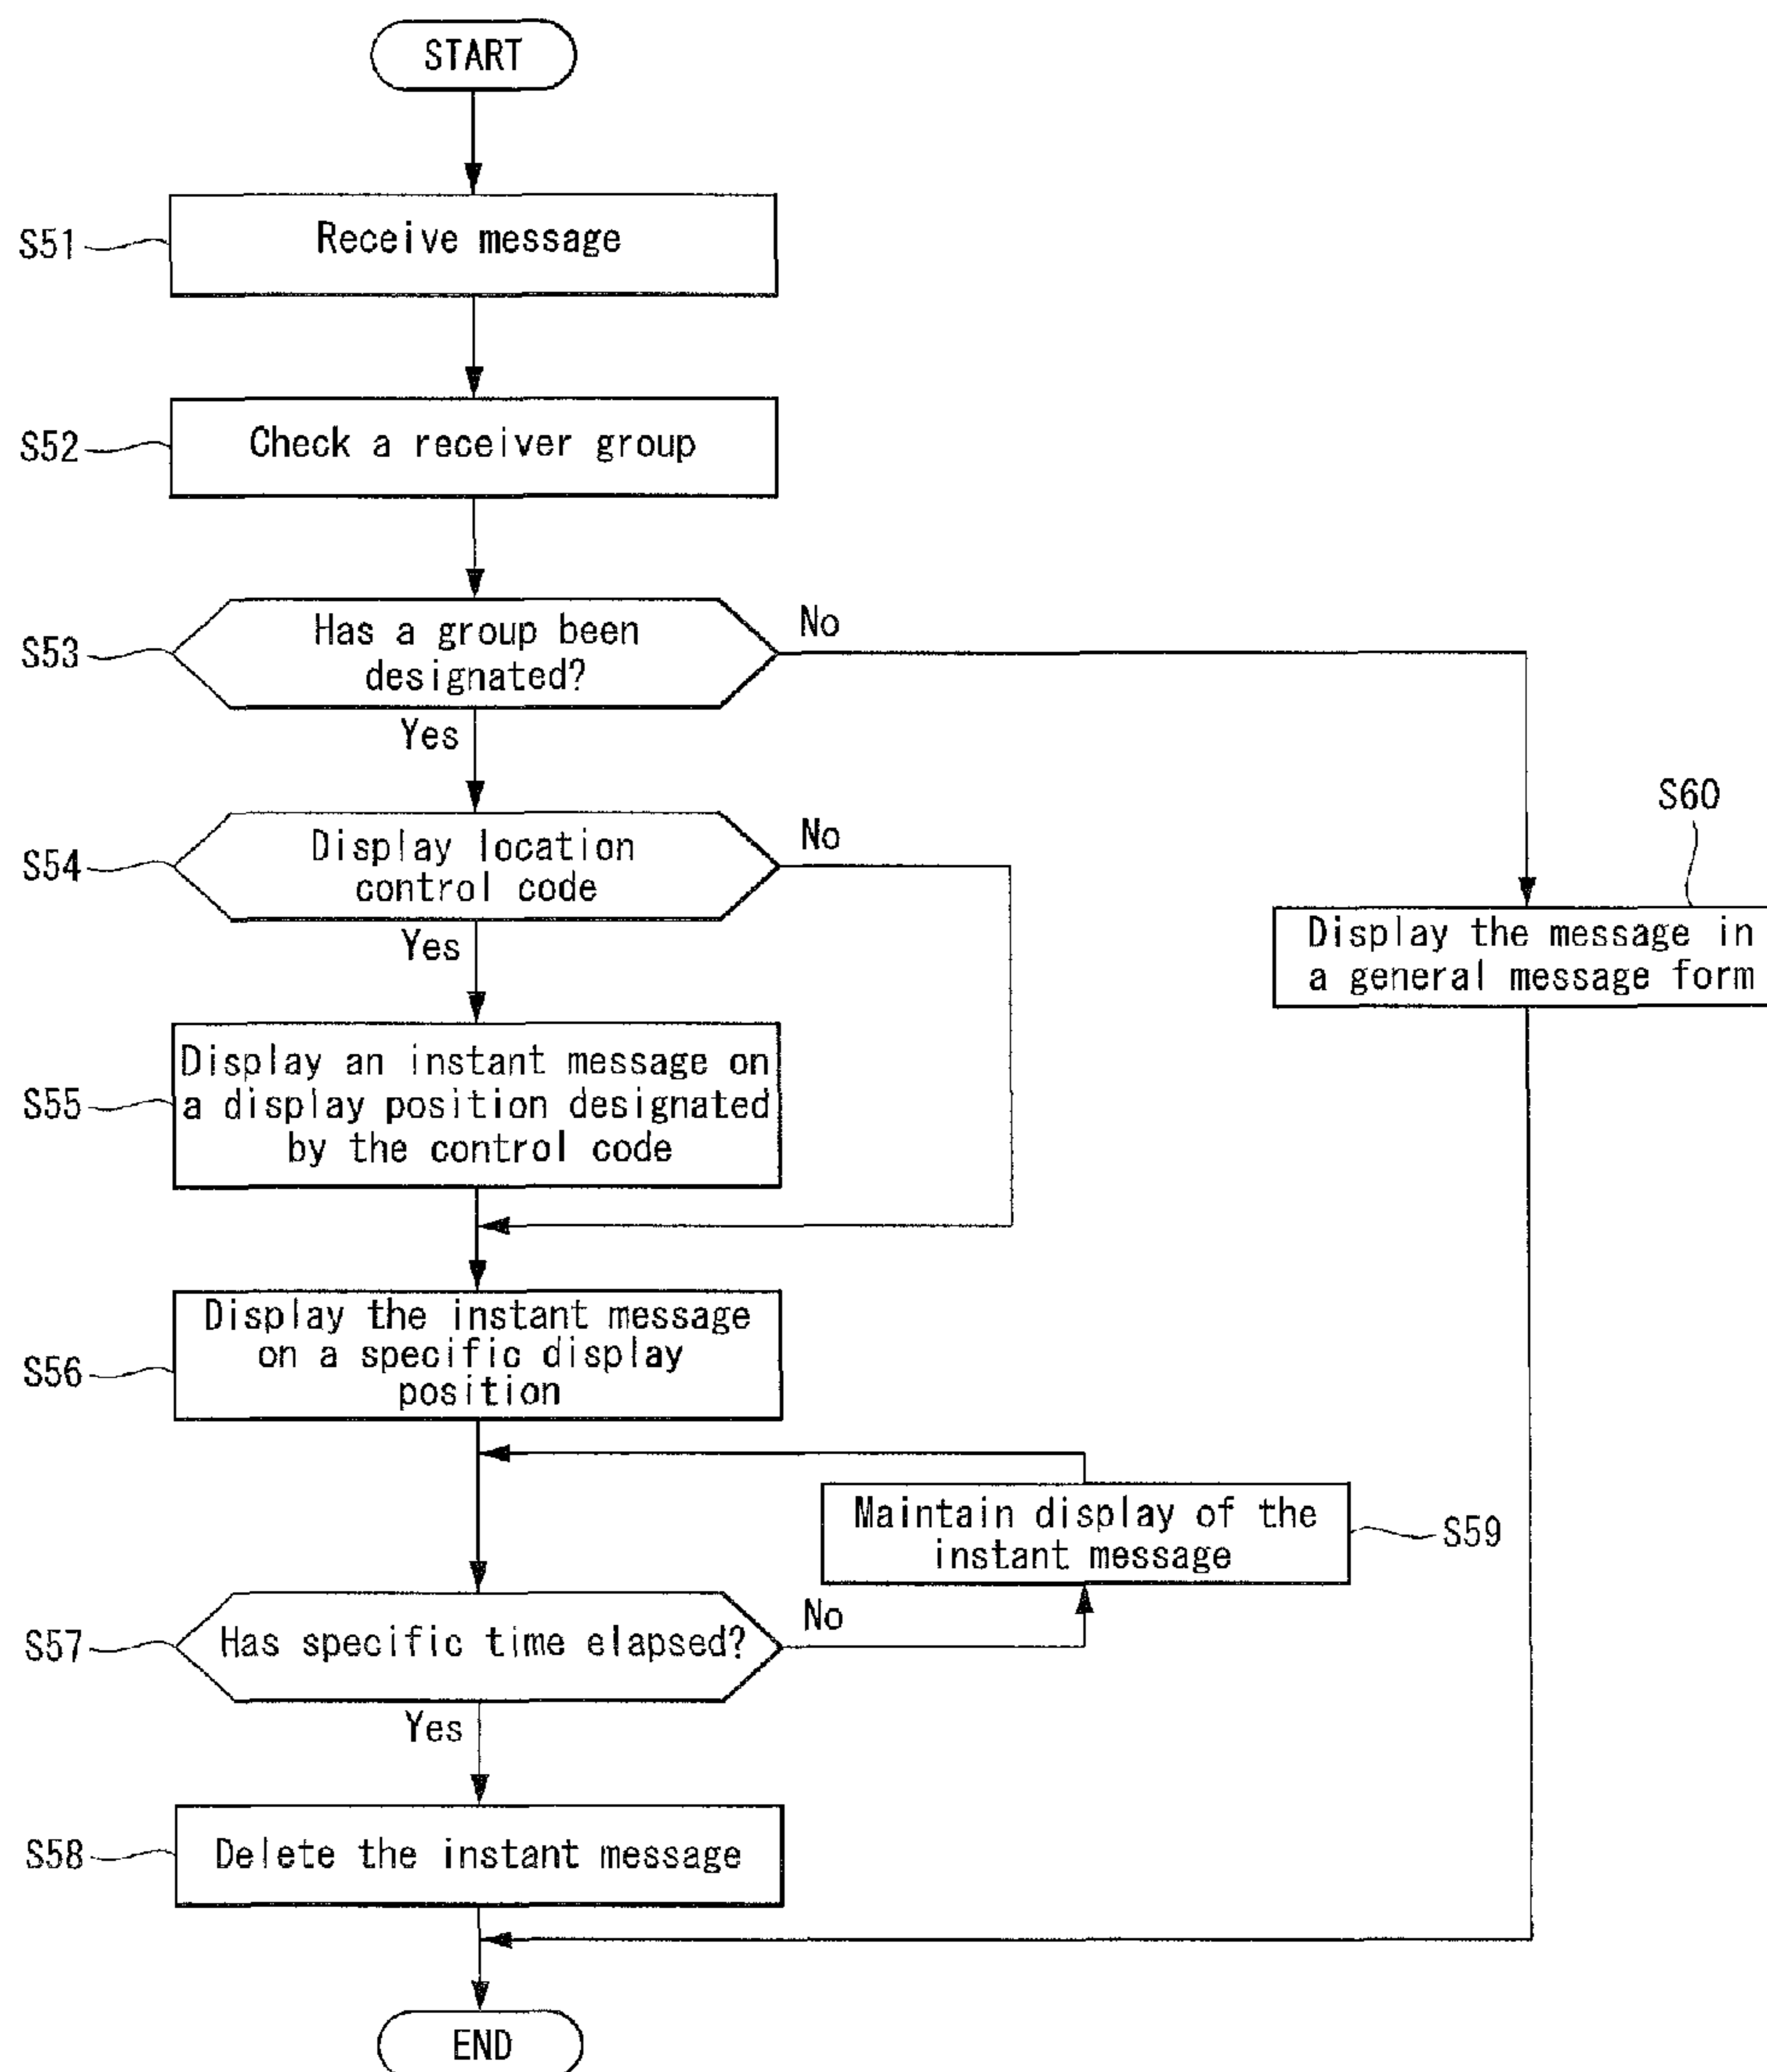 START
S51
Receive message
S52
Check a receiver group
S53
Has a group been
designated?
No
Yes
S54
Display location
control code
No
Yes
S60
Display the message in
a general message form
S55
Display an instant message on
a display position designated
by the control code
S56
Display the instant message
on a specific display
position
Maintain display of the
instant message
S59
S57
Has specific time elapsed?
No
Yes
S58
Delete the instant message
END